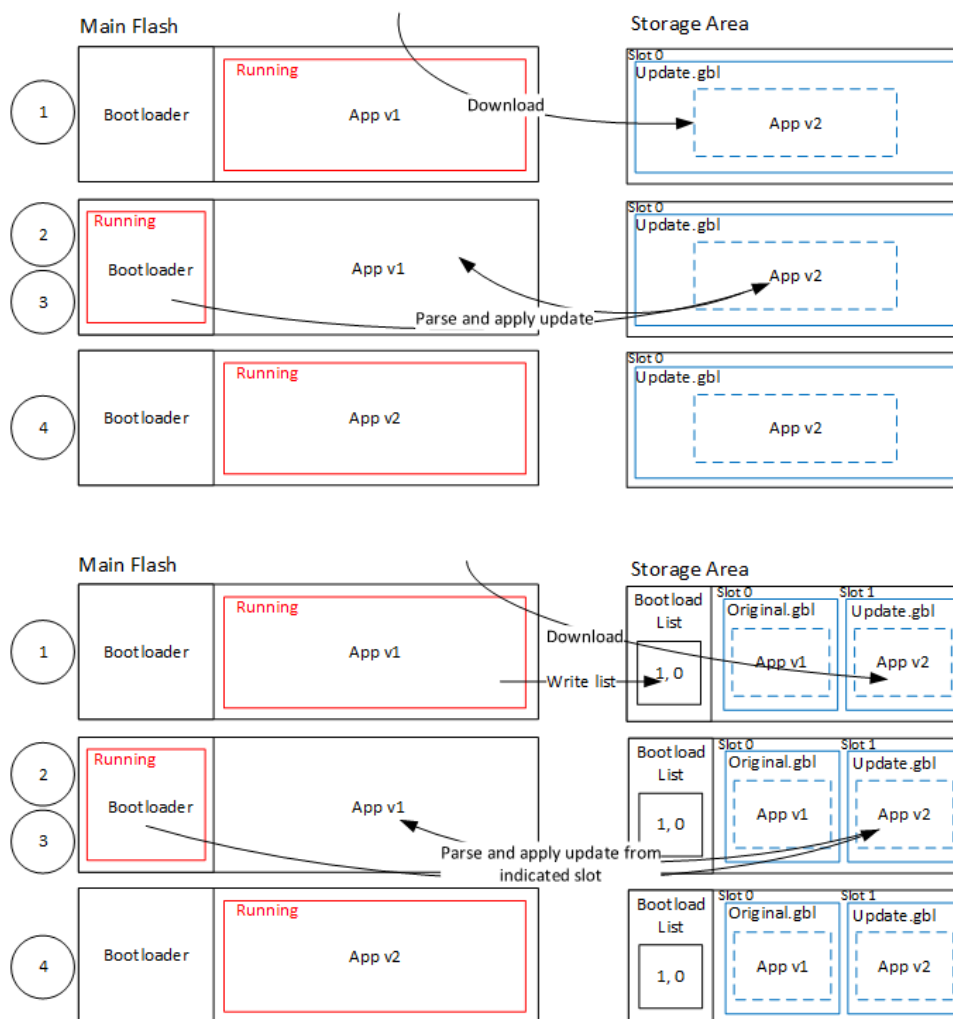 Main Flash
Storage Area
1
Bootloader
Running
App v1
Download
Slot 0
Update.gbl
App v2
2
3
Running
Bootloader
App v1
Parse and apply update
Slot 0
Update.gbl
App v2
4
Bootloader
Running
App v2
Slot 0
Update.gbl
App v2
Main Flash
Storage Area
1
Bootloader
Running
App v1
Download
Write list
Bootload
List
1, 0
Slot 0
Original.gbl
App v1
Slot 1
Update.gbl
App v2
2
3
Running
Bootloader
App v1
Parse and apply update from
indicated slot
Bootload
List
1, 0
Slot 0
Original.gbl
App v1
Slot 1
Update.gbl
App v2
4
Bootloader
Running
App v2
Bootload
List
1, 0
Slot 0
Original.gbl
App v1
Slot 1
Update.gbl
App v2